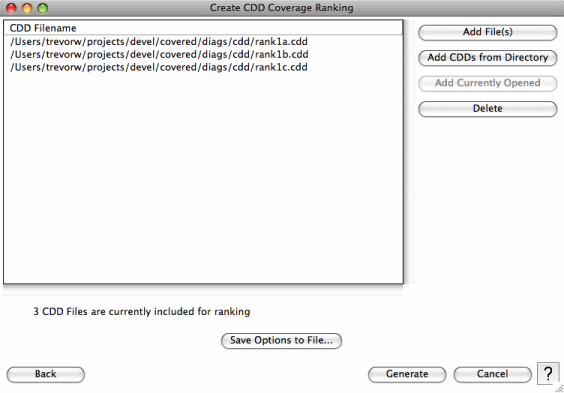 Create CDD Coverage Ranking
CDD Filename
/Users/trevorw/projects/devel/covered/diags/cdd/rank1a.cdd
/Users/trevorw/projects/devel/covered/diags/cdd/rank1b.cdd
/Users/trevorw/projects/devel/covered/diags/cdd/rank1c.cdd
Add File(s)
Add CDDs from Directory
Add Currently Opened
Delete
3 CDD Files are currently included for ranking
Save Options to File...
Back
Generate
Cancel
?